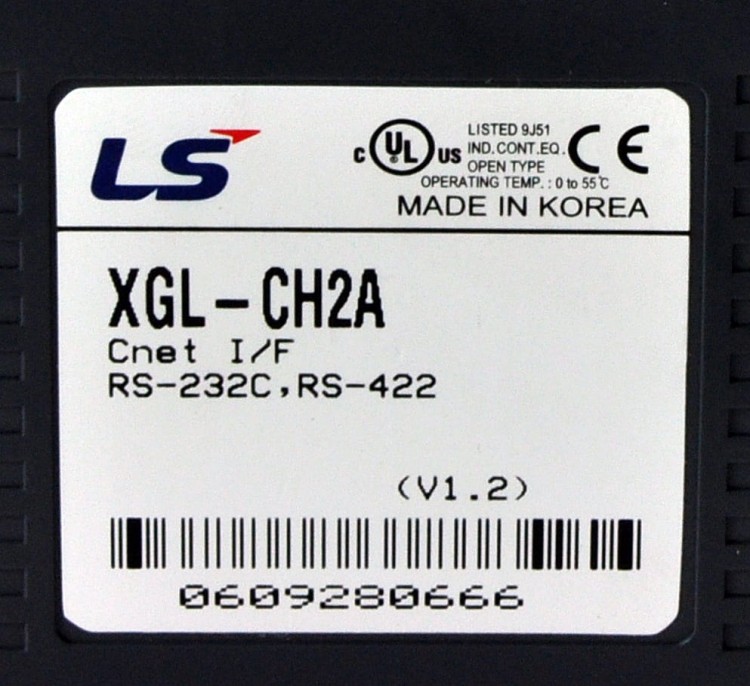 LS
c UL US LISTED 9J51
IND.CONT.EQ.
OPEN TYPE
CE
OPERATING TEMP. : 0 to 55℃
MADE IN KOREA
XGL-CH2A
Cnet I/F
RS-232C,RS-422
(V1.2)
0609280666